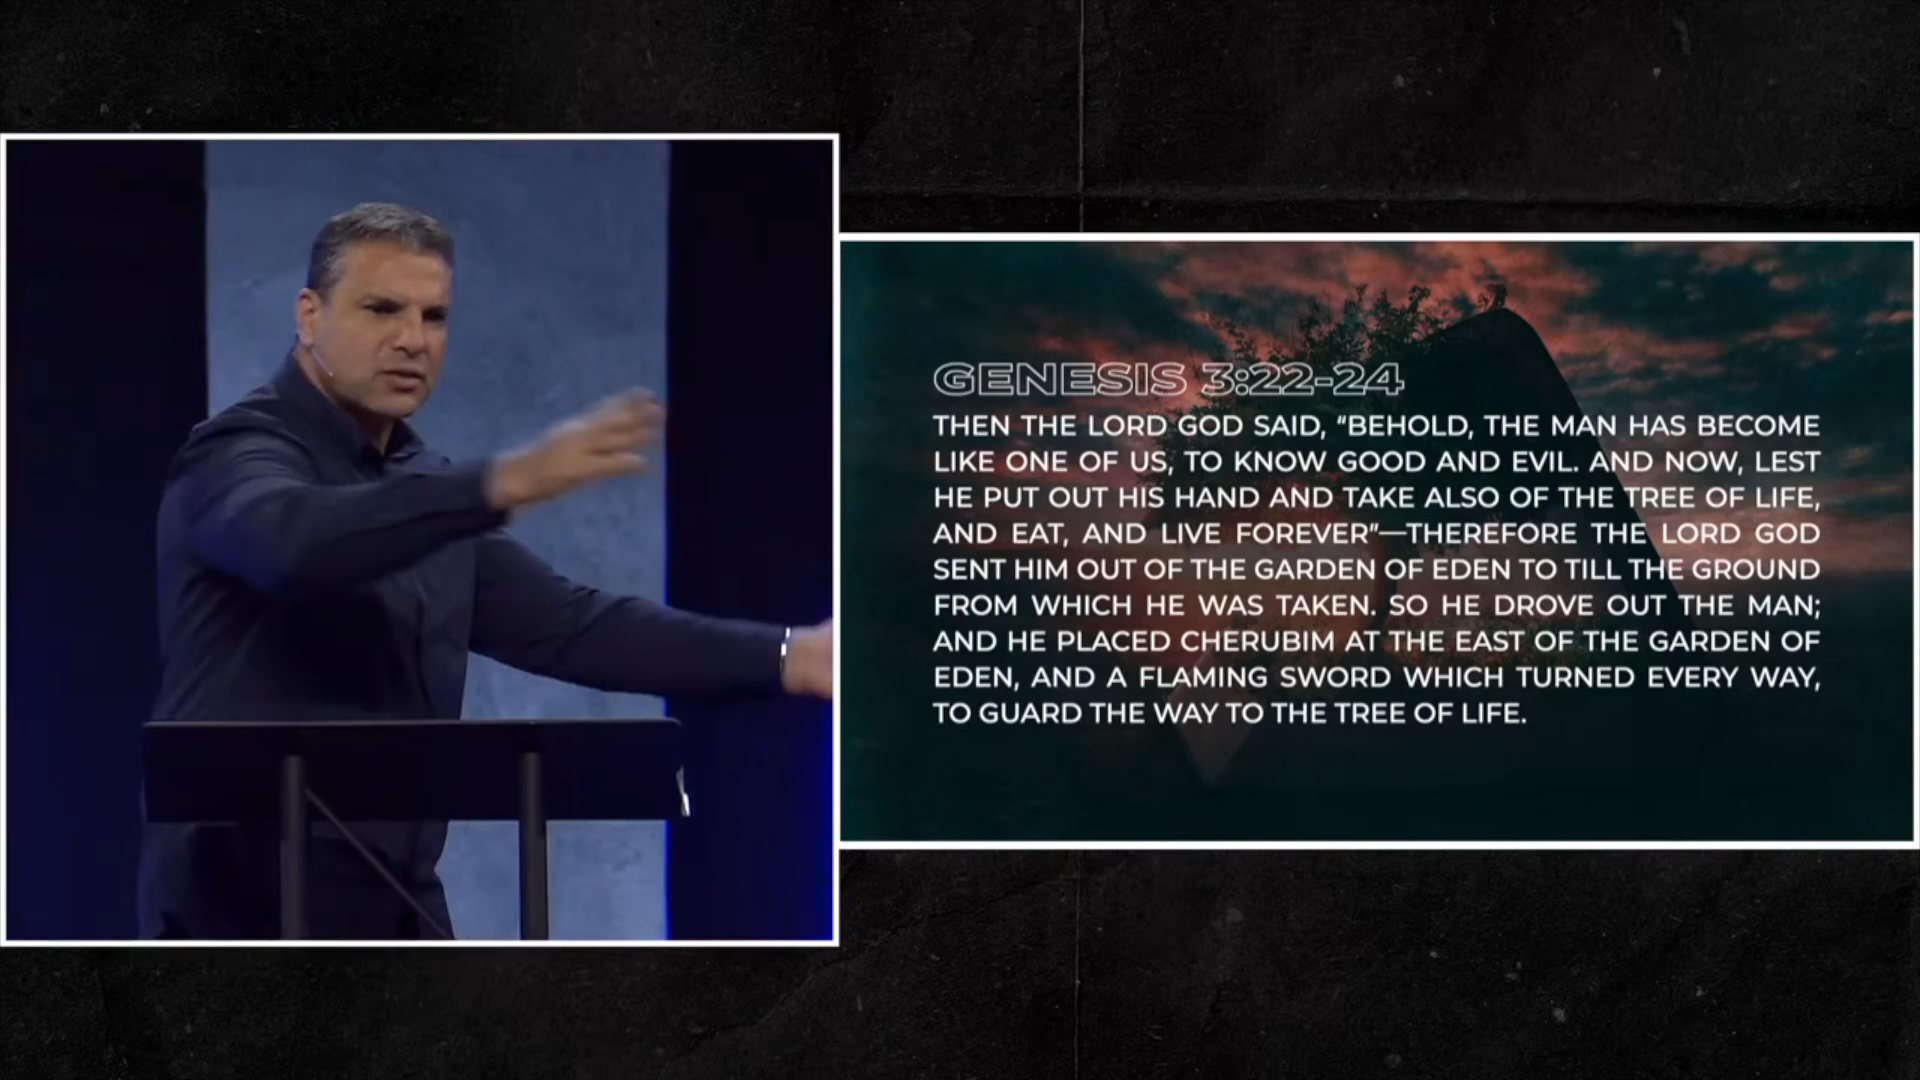 GENESIS 3:22-24
THEN THE LORD GOD SAID, “BEHOLD, THE MAN HAS BECOME
LIKE ONE OF US, TO KNOW GOOD AND EVIL. AND NOW, LEST
HE PUT OUT HIS HAND AND TAKE ALSO OF THE TREE OF LIFE,
AND EAT, AND LIVE FOREVER”—THEREFORE THE LORD GOD
SENT HIM OUT OF THE GARDEN OF EDEN TO TILL THE GROUND
FROM WHICH HE WAS TAKEN. SO HE DROVE OUT THE MAN;
AND HE PLACED CHERUBIM AT THE EAST OF THE GARDEN OF
EDEN, AND A FLAMING SWORD WHICH TURNED EVERY WAY,
TO GUARD THE WAY TO THE TREE OF LIFE.